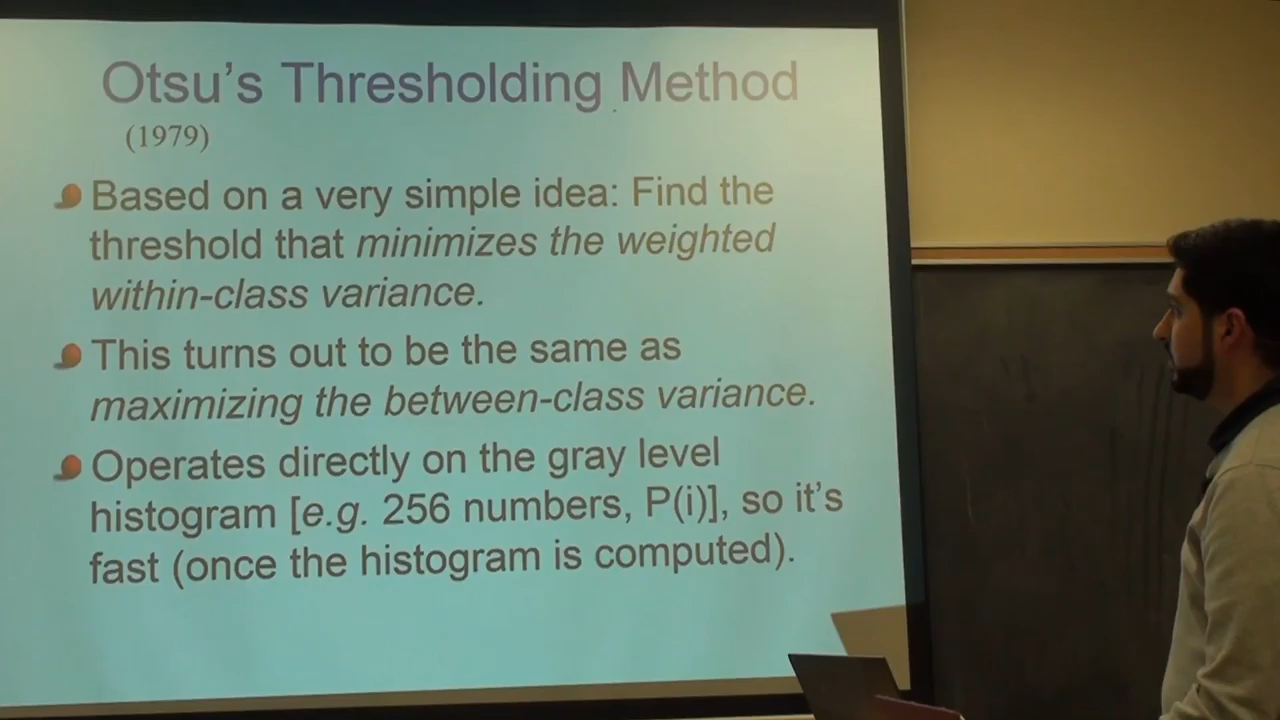 Otsu's Thresholding Method
(1979)
Based on a very simple idea: Find the
threshold that minimizes the weighted
within-class variance.
This turns out to be the same as
maximizing the between-class variance.
Operates directly on the gray level
histogram [e.g. 256 numbers, P(i)], so it's
fast (once the histogram is computed).